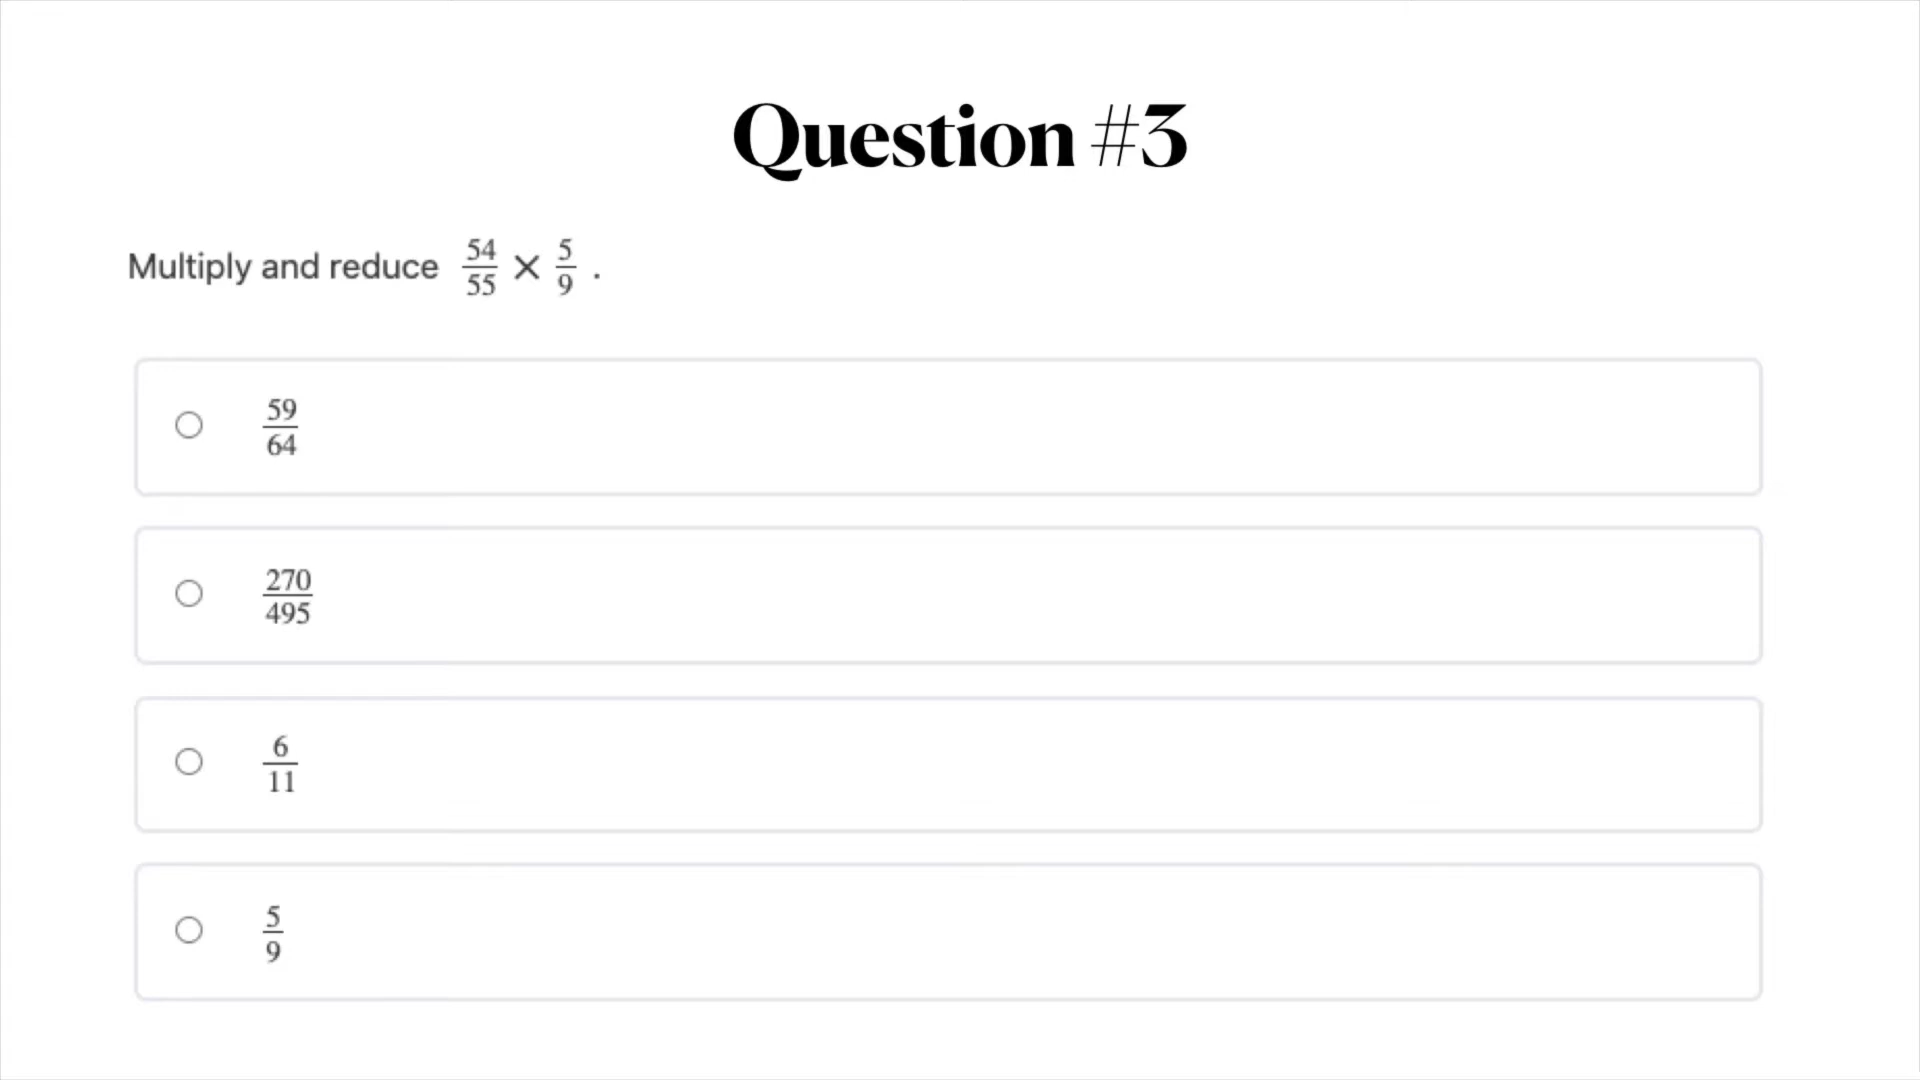 Question #3
Multiply and reduce 54/55 × 5/9 .
59/64
270/495
6/11
5/9